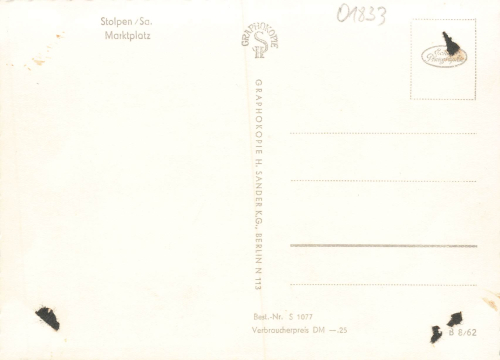 Stolpen/Sa.
Marktplatz
01833
GRAPHOKOPIE
GRAPHOKOPIE H. SANDER K.G., BERLIN N 113
Best.-Nr. S 1077
Verbraucherpreis DM —.25
B 8/62